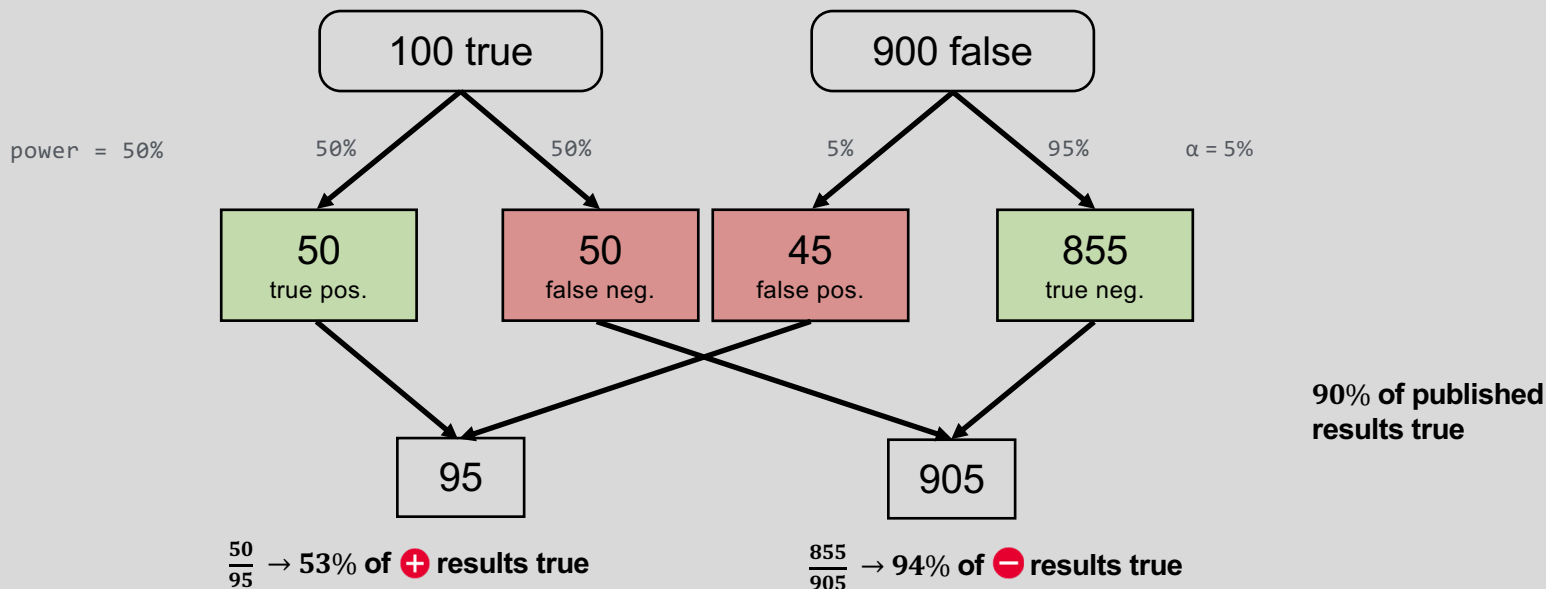 100 true
900 false
power = 50%
50%
50%
5%
95%
α = 5%
50
true pos.
50
false neg.
45
false pos.
855
true neg.
90% of published
results true
95
905
50/95 → 53% of + results true
855/905 → 94% of − results true